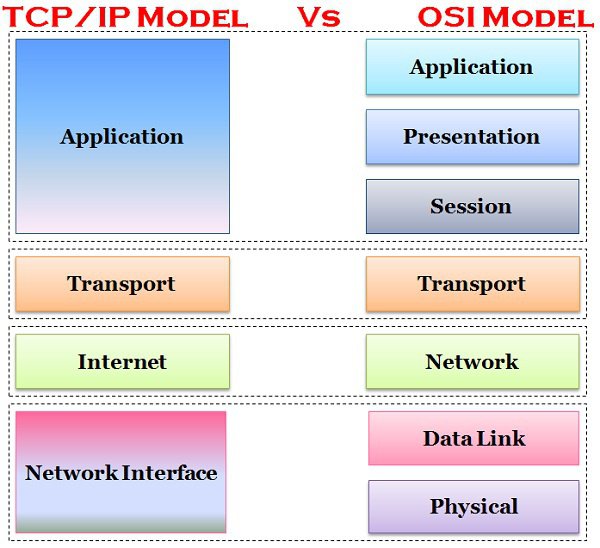 TCP/IP Model Vs OSI Model
Application
Application
Presentation
Session
Transport
Transport
Internet
Network
Network Interface
Data Link
Physical